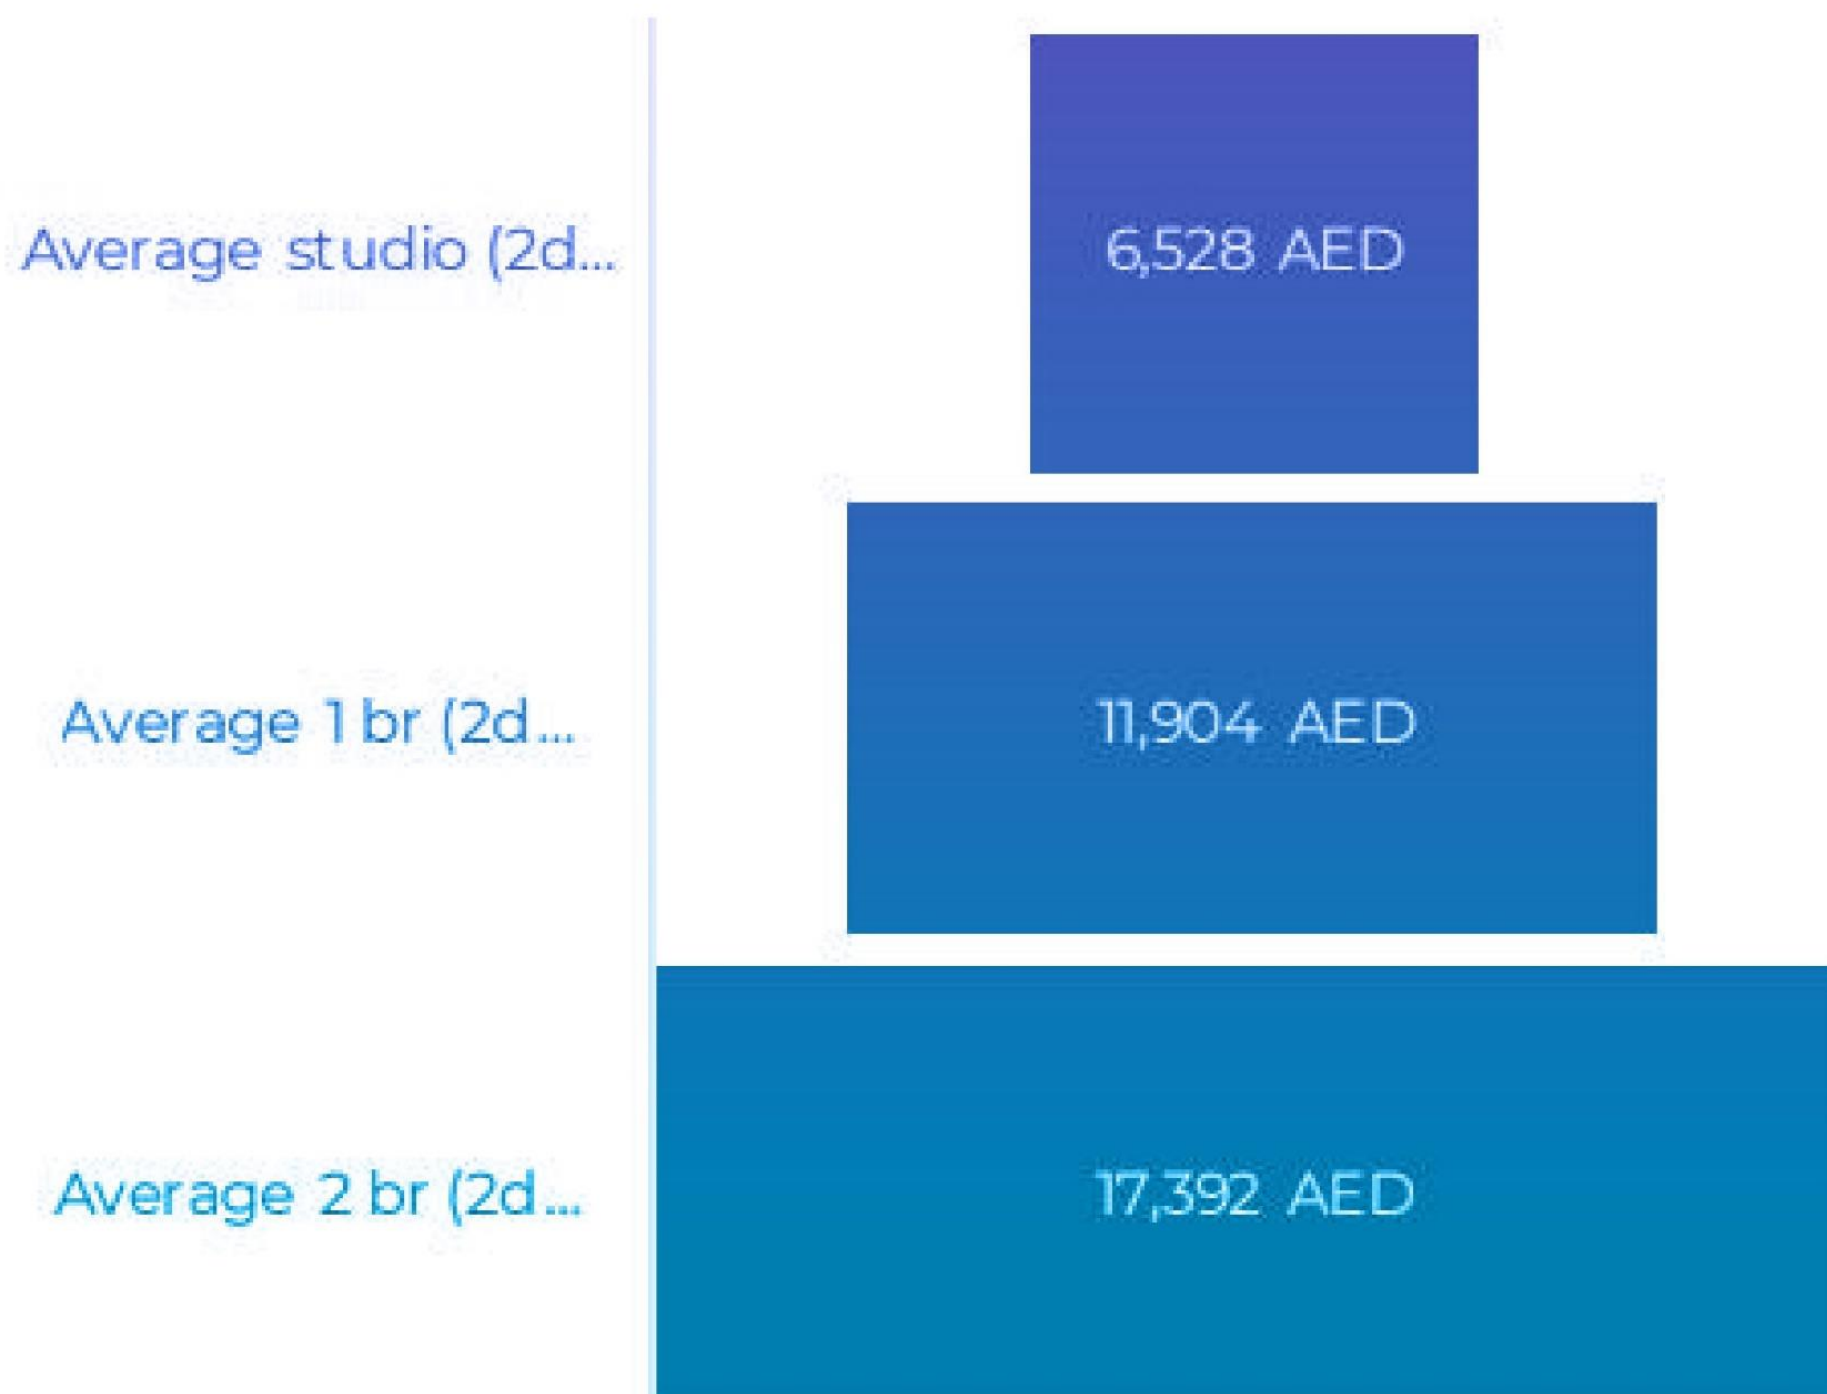 Average studio (2d...
6,528 AED
Average 1 br (2d...
11,904 AED
Average 2 br (2d...
17,392 AED